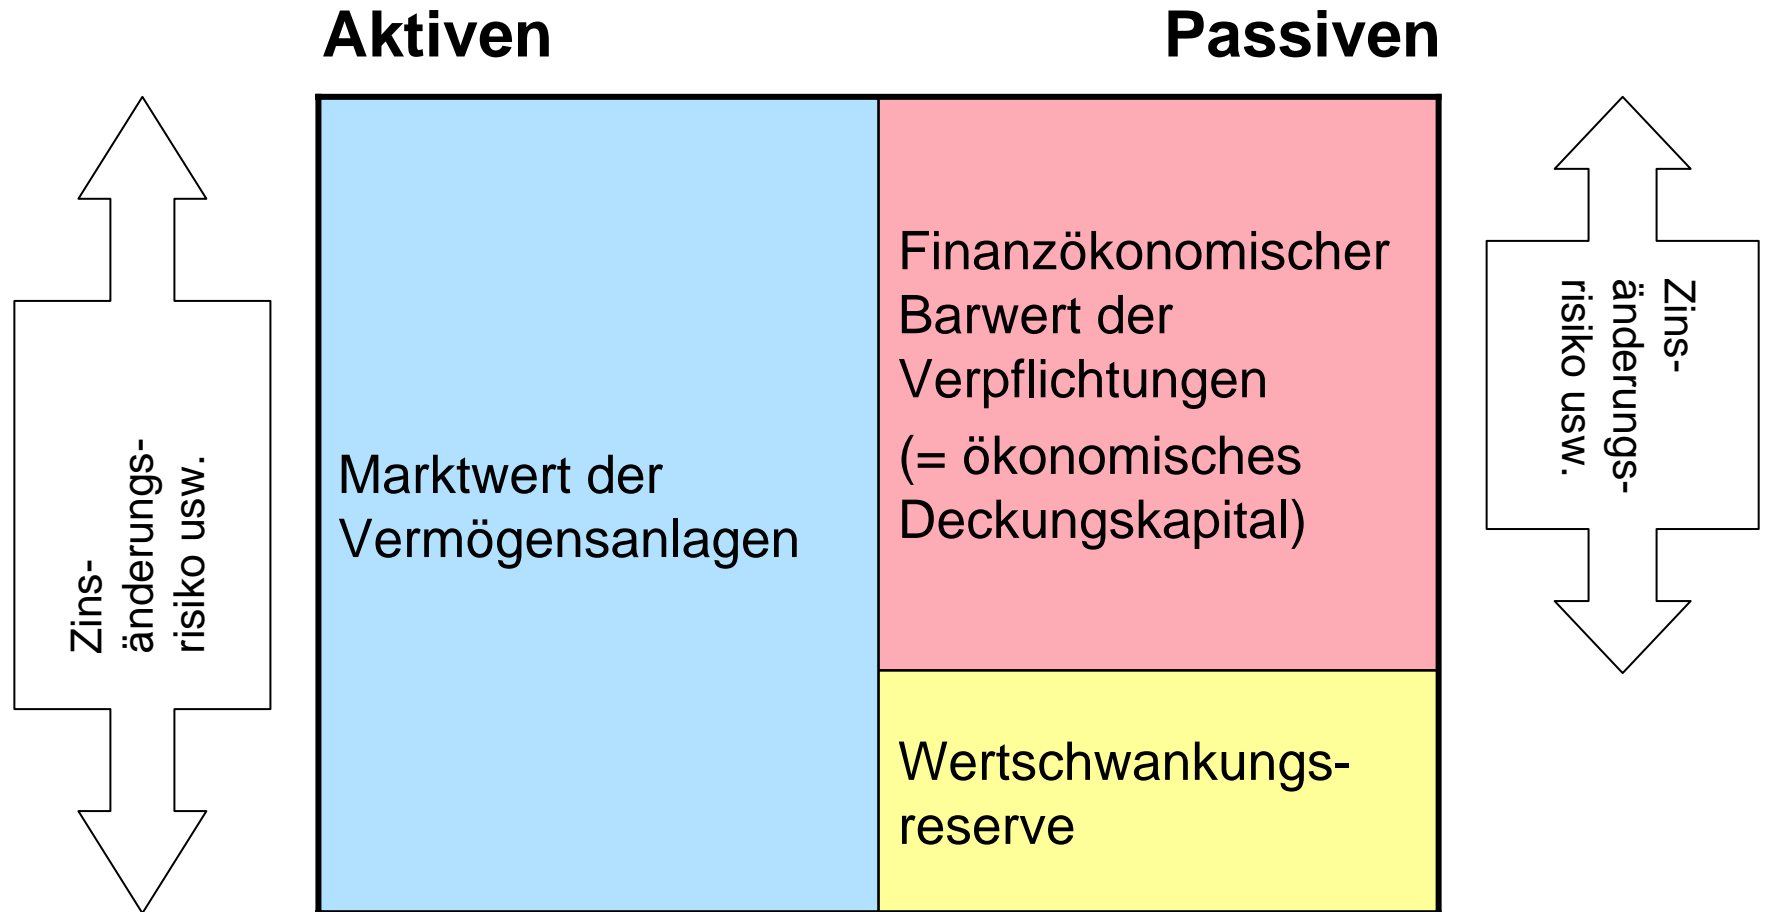 Aktiven
Passiven
Zins-
änderungs-
risiko usw.
Marktwert der
Vermögensanlagen
Finanzökonomischer
Barwert der
Verpflichtungen
(= ökonomisches
Deckungskapital)
Wertschwankungs-
reserve
Zins-
änderungs-
risiko usw.